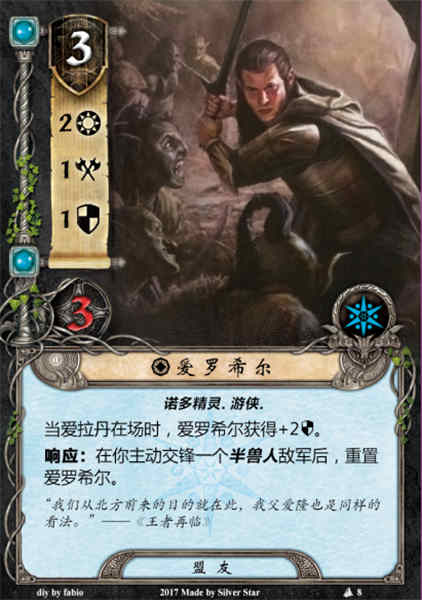 3
2
1
1
3
爱罗希尔
诺多精灵. 游侠.
当爱拉丹在场时，爱罗希尔获得+2。
响应：在你主动交锋一个半兽人敌军后，重置
爱罗希尔。
“我们从北方前来的目的就在此，我父爱隆也是同样的
看法。” ——《王者再临》
盟友
diy by fabio
2017 Made by Silver Star
8